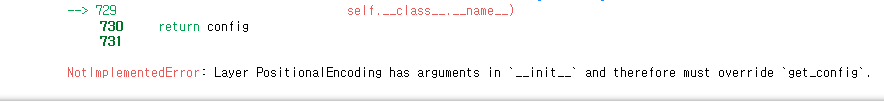 --> 729 self.__class__.__name__)
730 return config
731
NotImplementedError: Layer PositionalEncoding has arguments in `__init__` and therefore must override `get_config`.